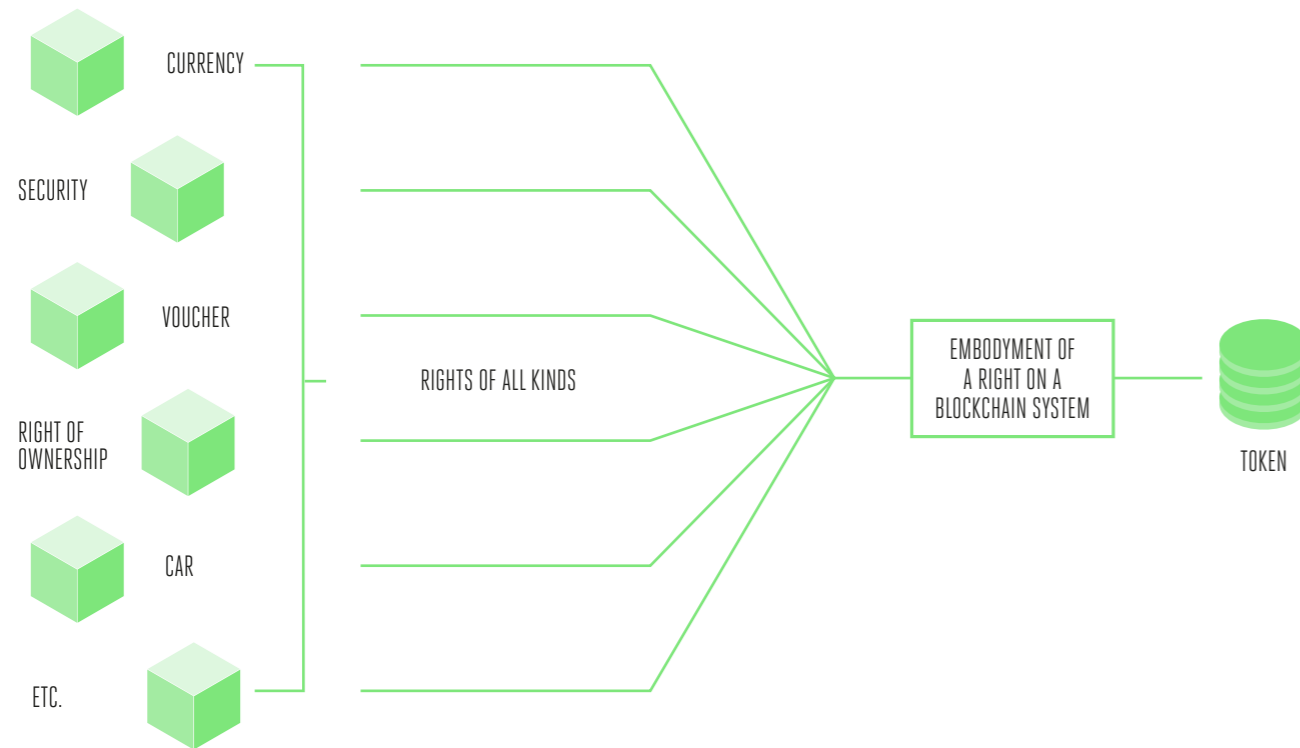 CURRENCY
SECURITY
VOUCHER
RIGHTS OF ALL KINDS
RIGHT OF
OWNERSHIP
CAR
ETC.
EMBODYMENT OF
A RIGHT ON A
BLOCKCHAIN SYSTEM
TOKEN